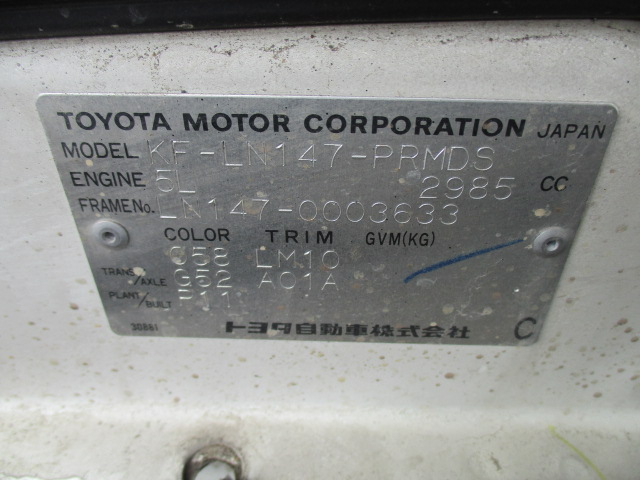 TOYOTA MOTOR CORPORATION JAPAN
MODEL KF-LN147-PRMDS
ENGINE 5L 2985 CC
FRAME No. LN147-0003633
COLOR TRIM GVM(KG)
058 LM10
TRANS/AXLE G52 A01A
PLANT/BUILT
30881 トヨタ自動車株式会社 C